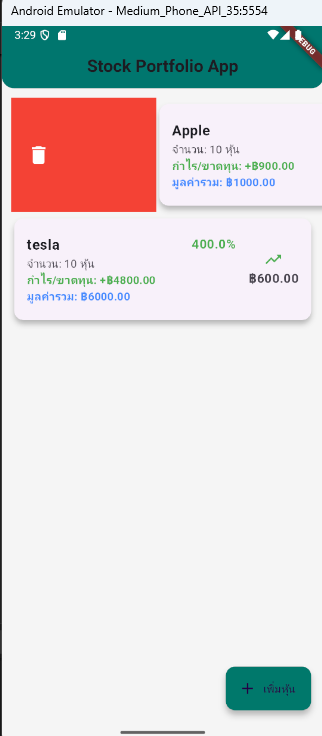 Android Emulator - Medium_Phone_API_35:5554
3:29
DEBUG
Stock Portfolio App
Apple
จำนวน: 10 หุ้น
กำไร/ขาดทุน: +฿900.00
มูลค่ารวม: ฿1000.00
tesla
400.0%
จำนวน: 10 หุ้น
กำไร/ขาดทุน: +฿4800.00
฿600.00
มูลค่ารวม: ฿6000.00
+ เพิ่มหุ้น